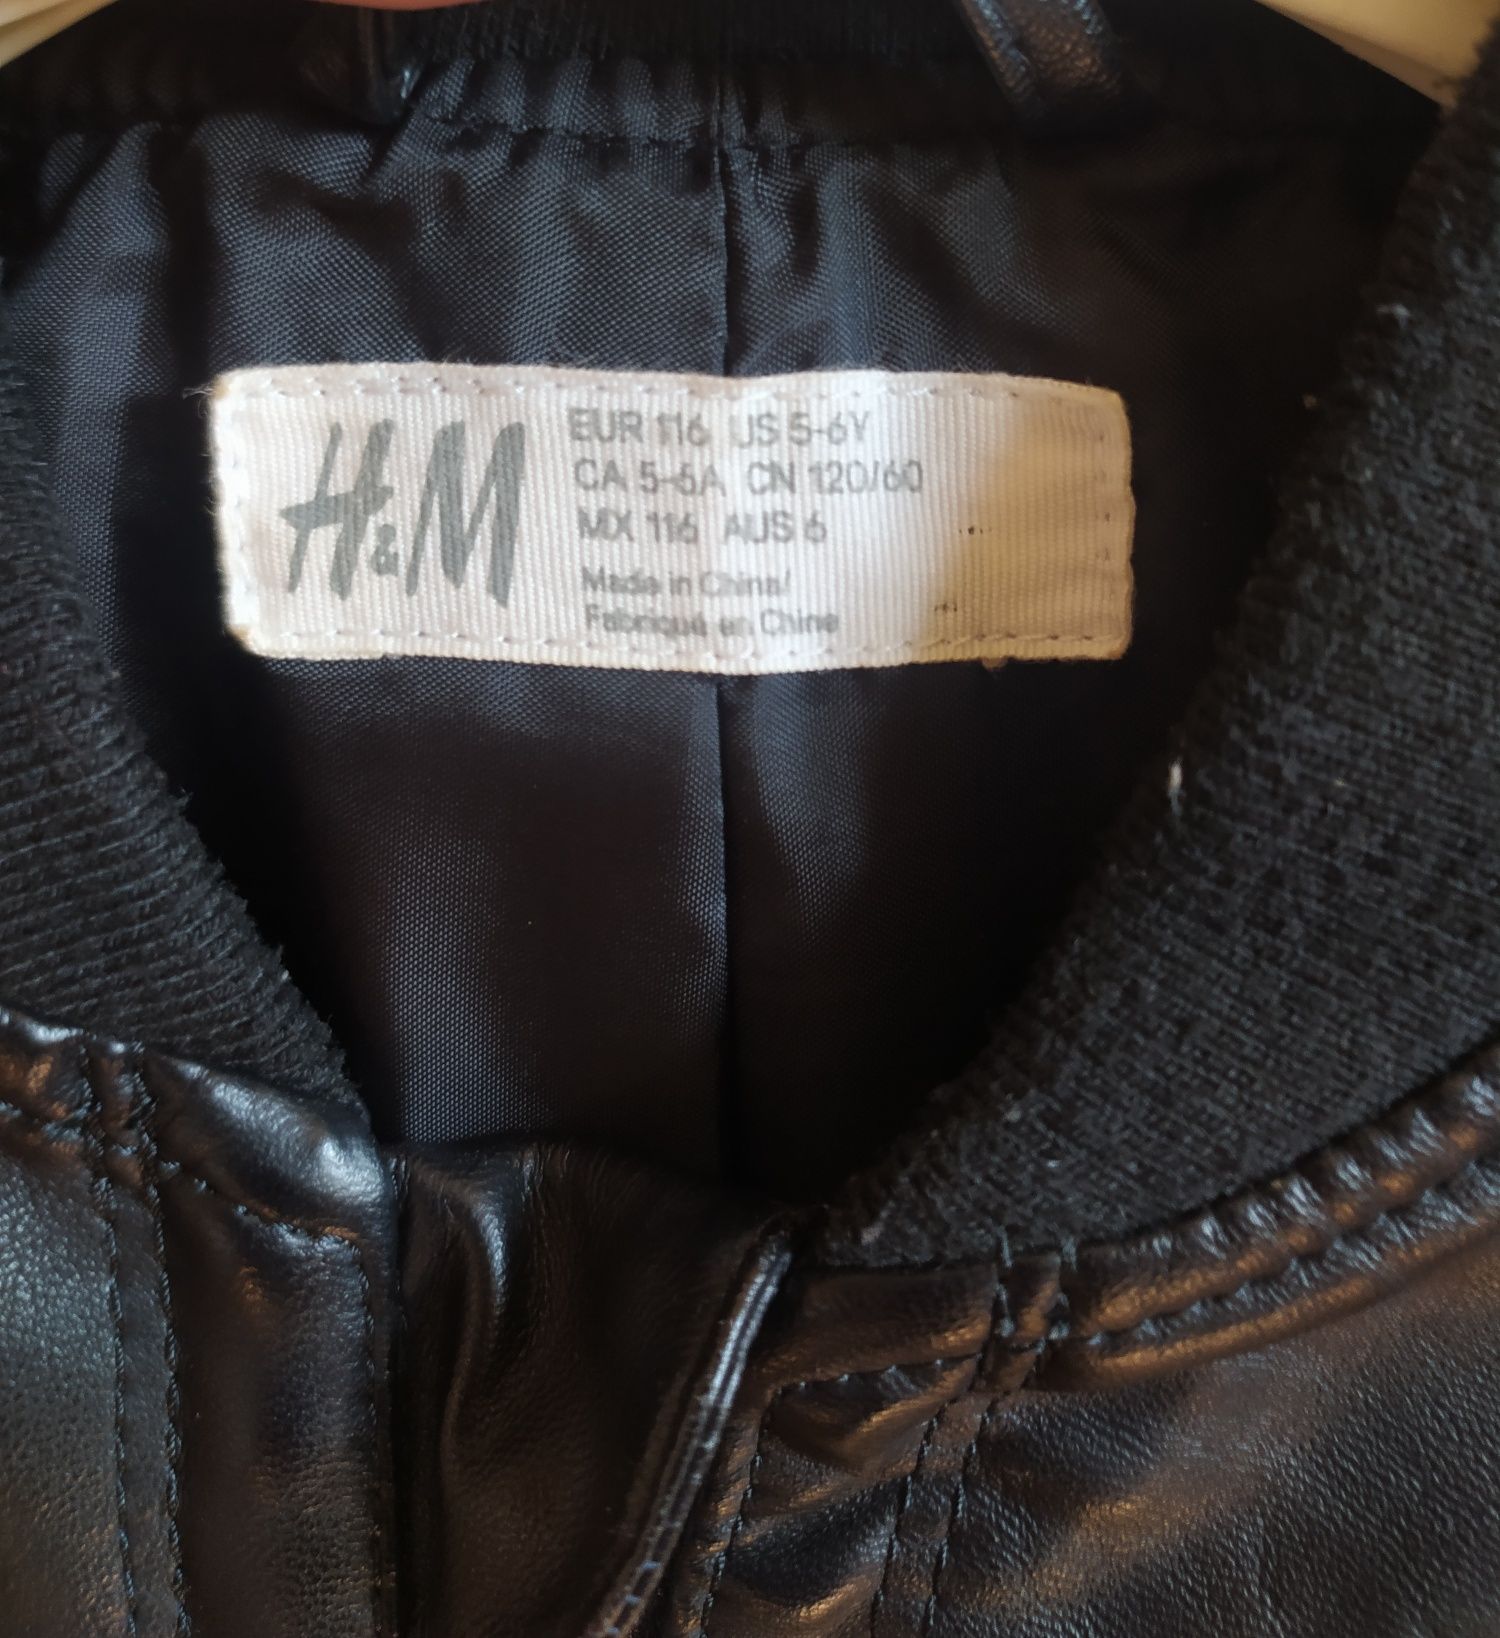 H&M
EUR 116 US 5-6Y
CA 5-6A CN 120/60
MX 116 AUS 6
Made in China/
Fabriqué en Chine